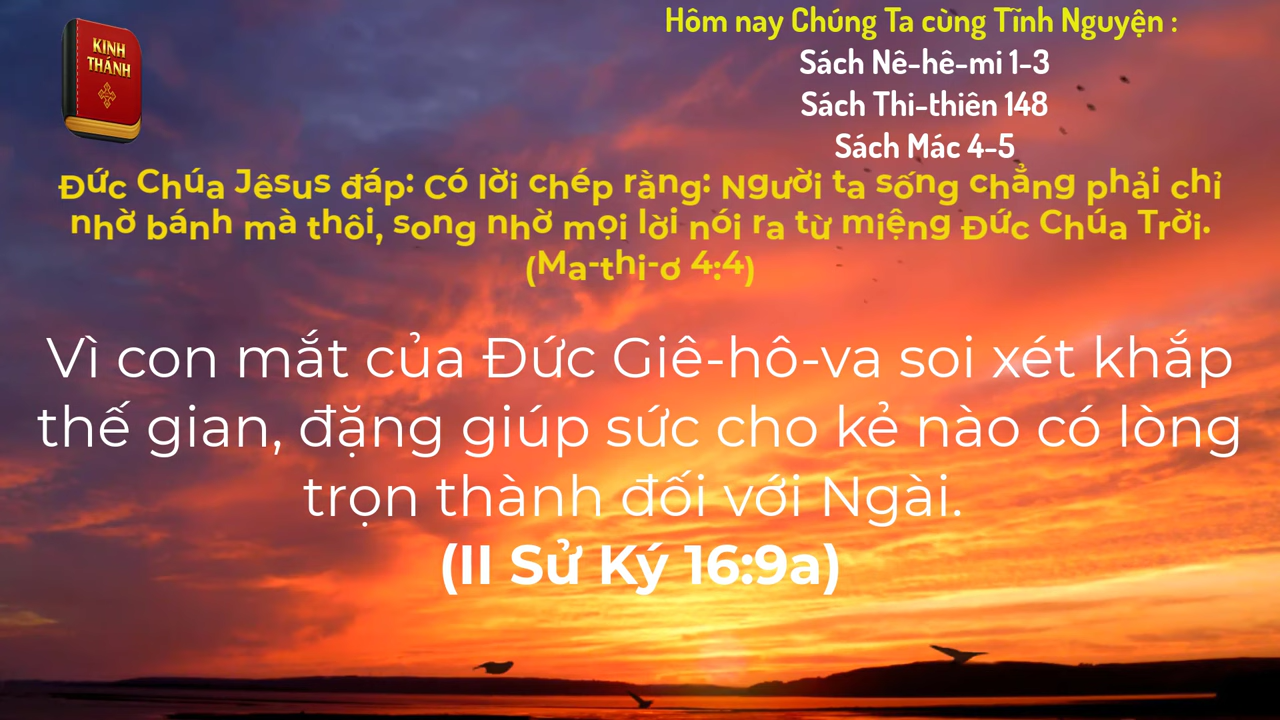 KINH
THÁNH
Hôm nay Chúng Ta cùng Tĩnh Nguyện :
Sách Nê-hê-mi 1-3
Sách Thi-thiên 148
Sách Mác 4-5
Đức Chúa Jêsus đáp: Có lời chép rằng: Người ta sống chẳng phải chỉ
nhờ bánh mà thôi, song nhờ mọi lời nói ra từ miệng Đức Chúa Trời.
(Ma-thi-ơ 4:4)
Vì con mắt của Đức Giê-hô-va soi xét khắp
thế gian, đặng giúp sức cho kẻ nào có lòng
trọn thành đối với Ngài.
(II Sử Ký 16:9a)